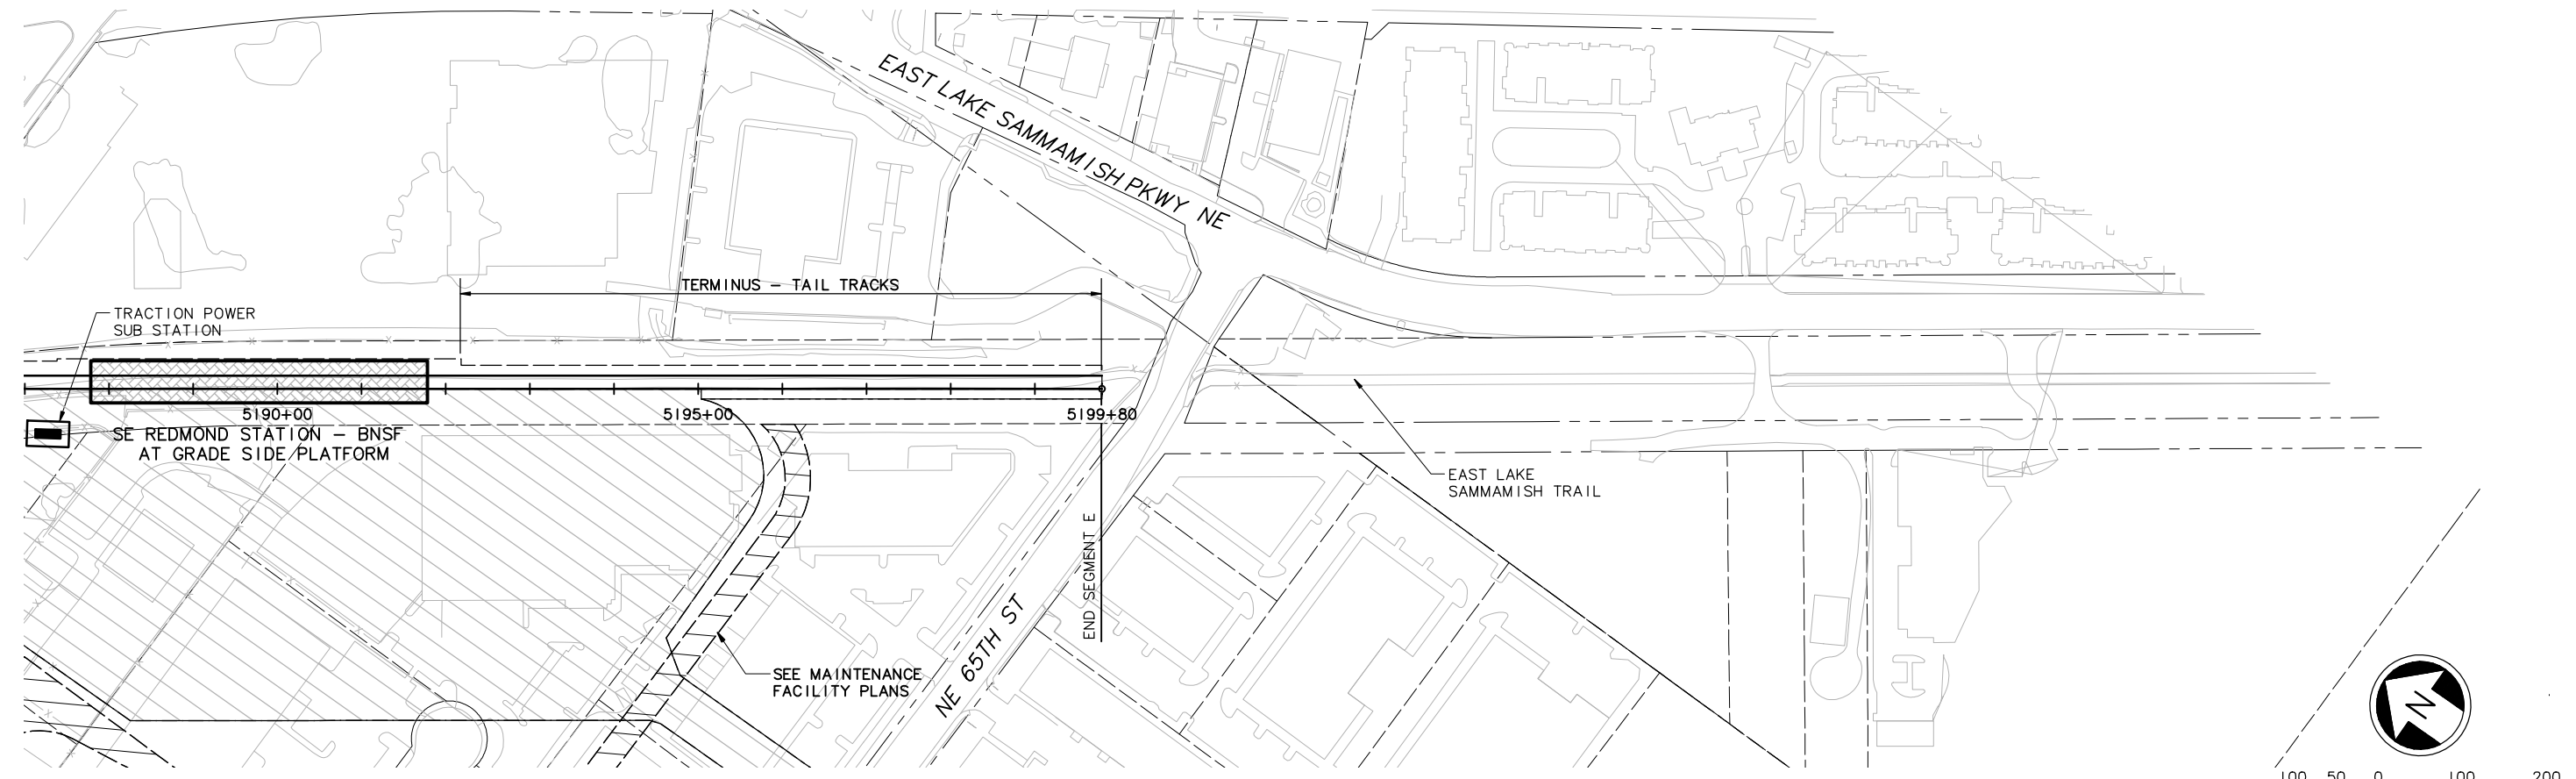 EAST LAKE SAMMAMISH PKWY NE
TERMINUS - TAIL TRACKS
TRACTION POWER
SUB STATION
5190+00
5195+00
5199+80
SE REDMOND STATION - BNSF
AT GRADE SIDE PLATFORM
EAST LAKE
SAMMAMISH TRAIL
END SEGMENT E
NE 65TH ST
SEE MAINTENANCE
FACILITY PLANS
N
100 50 0 100 200